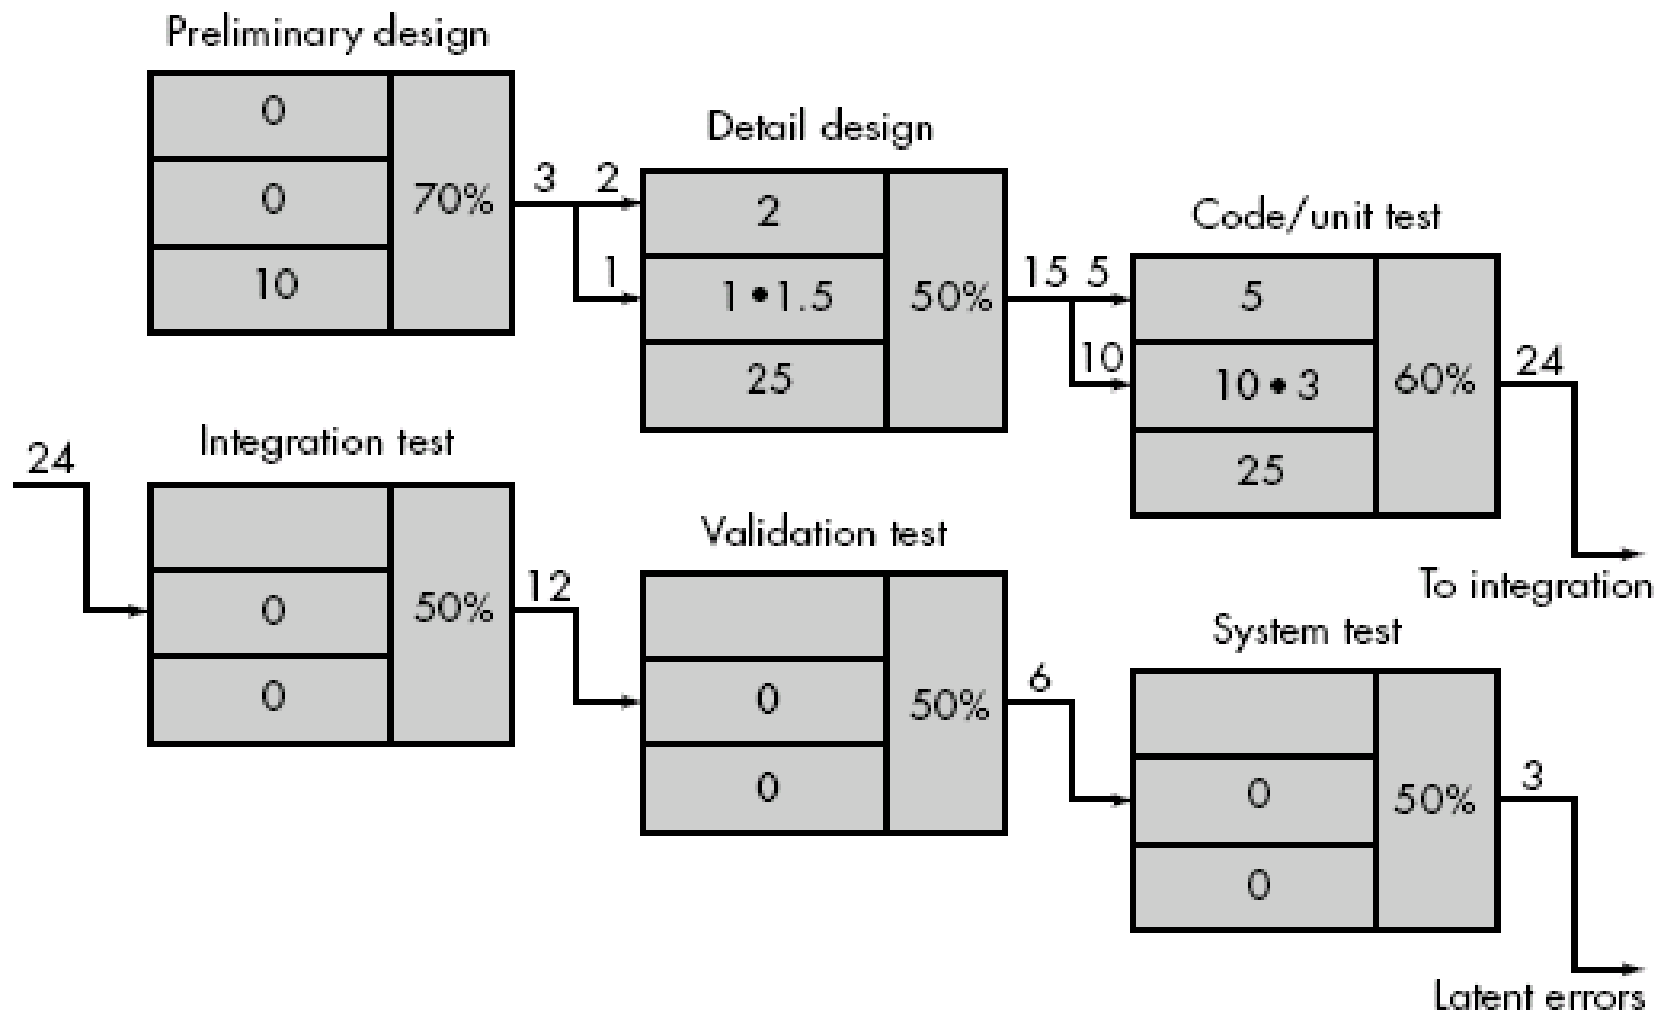 Preliminary design
0
0
10
70%
3 2
1
Detail design
2
1 • 1.5
25
50%
15 5
10
Code/unit test
5
10 • 3
25
60%
24
To integration
24
Integration test
0
0
50%
12
Validation test
0
0
50%
6
System test
0
0
50%
3
Latent errors